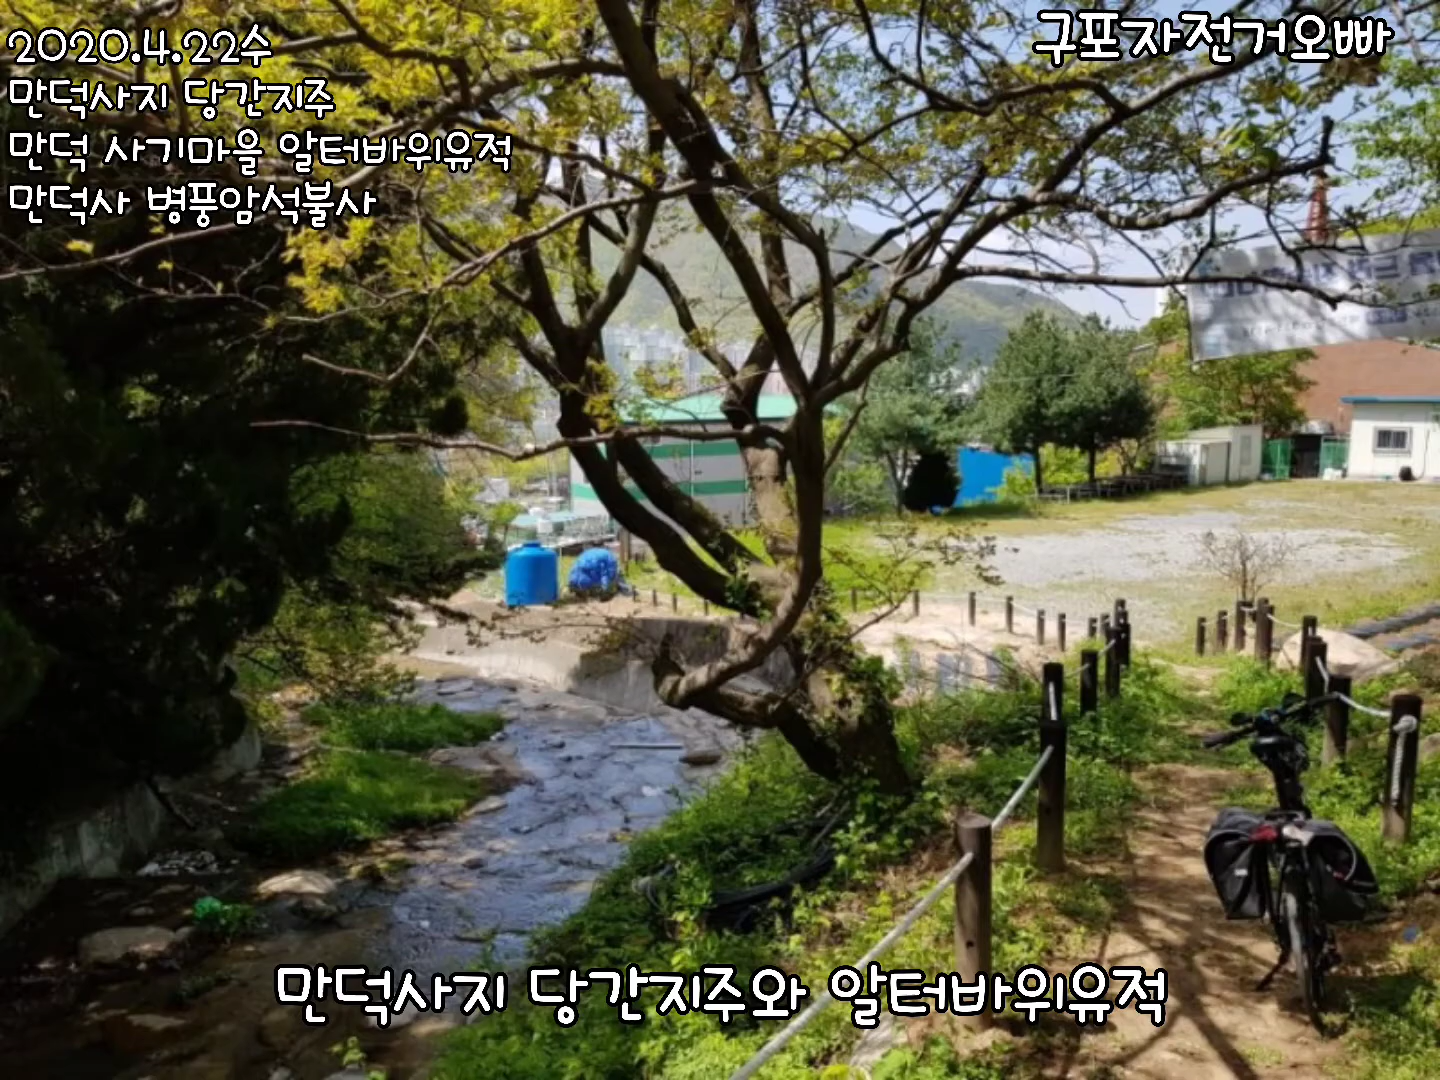 2020.4.22수
만덕사지 당간지주
만덕 사기마을 알터바위유적
만덕사 병풍암석불사
구포자전거오빠
만덕사지 당간지주와 알터바위유적